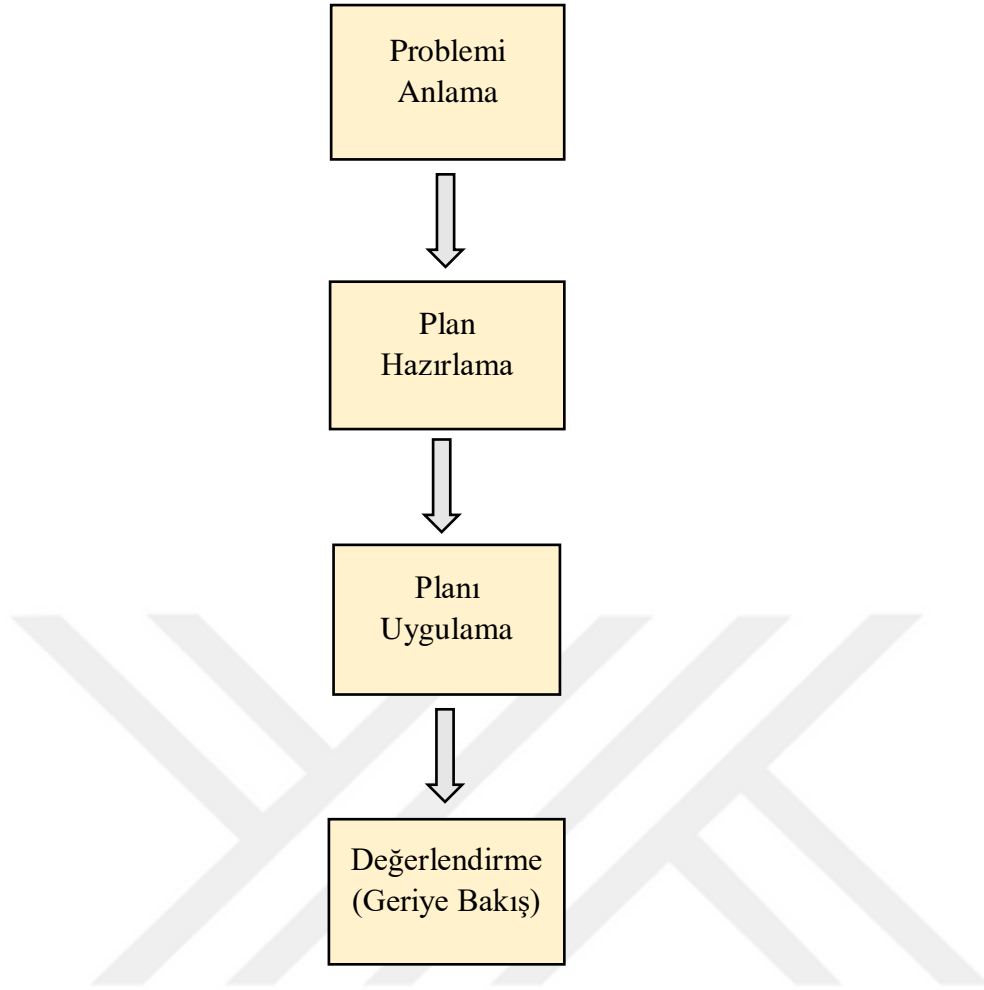 Problemi
Anlama
Plan
Hazırlama
Planı
Uygulama
Değerlendirme
(Geriye Bakış)